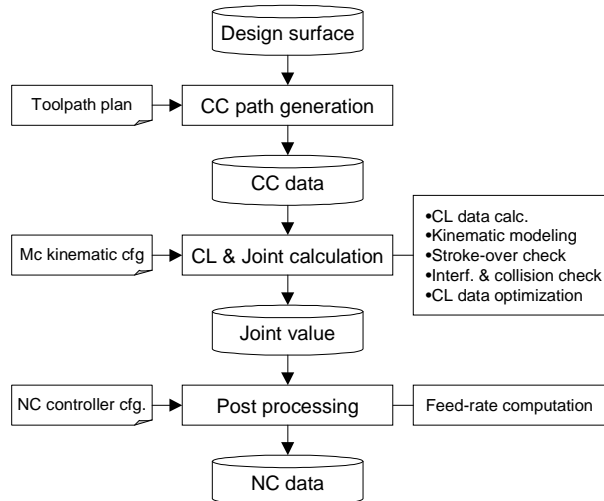 Design surface
Toolpath plan
CC path generation
CC data
Mc kinematic cfg
CL & Joint calculation
•CL data calc.
•Kinematic modeling
•Stroke-over check
•Interf. & collision check
•CL data optimization
Joint value
NC controller cfg.
Post processing
Feed-rate computation
NC data